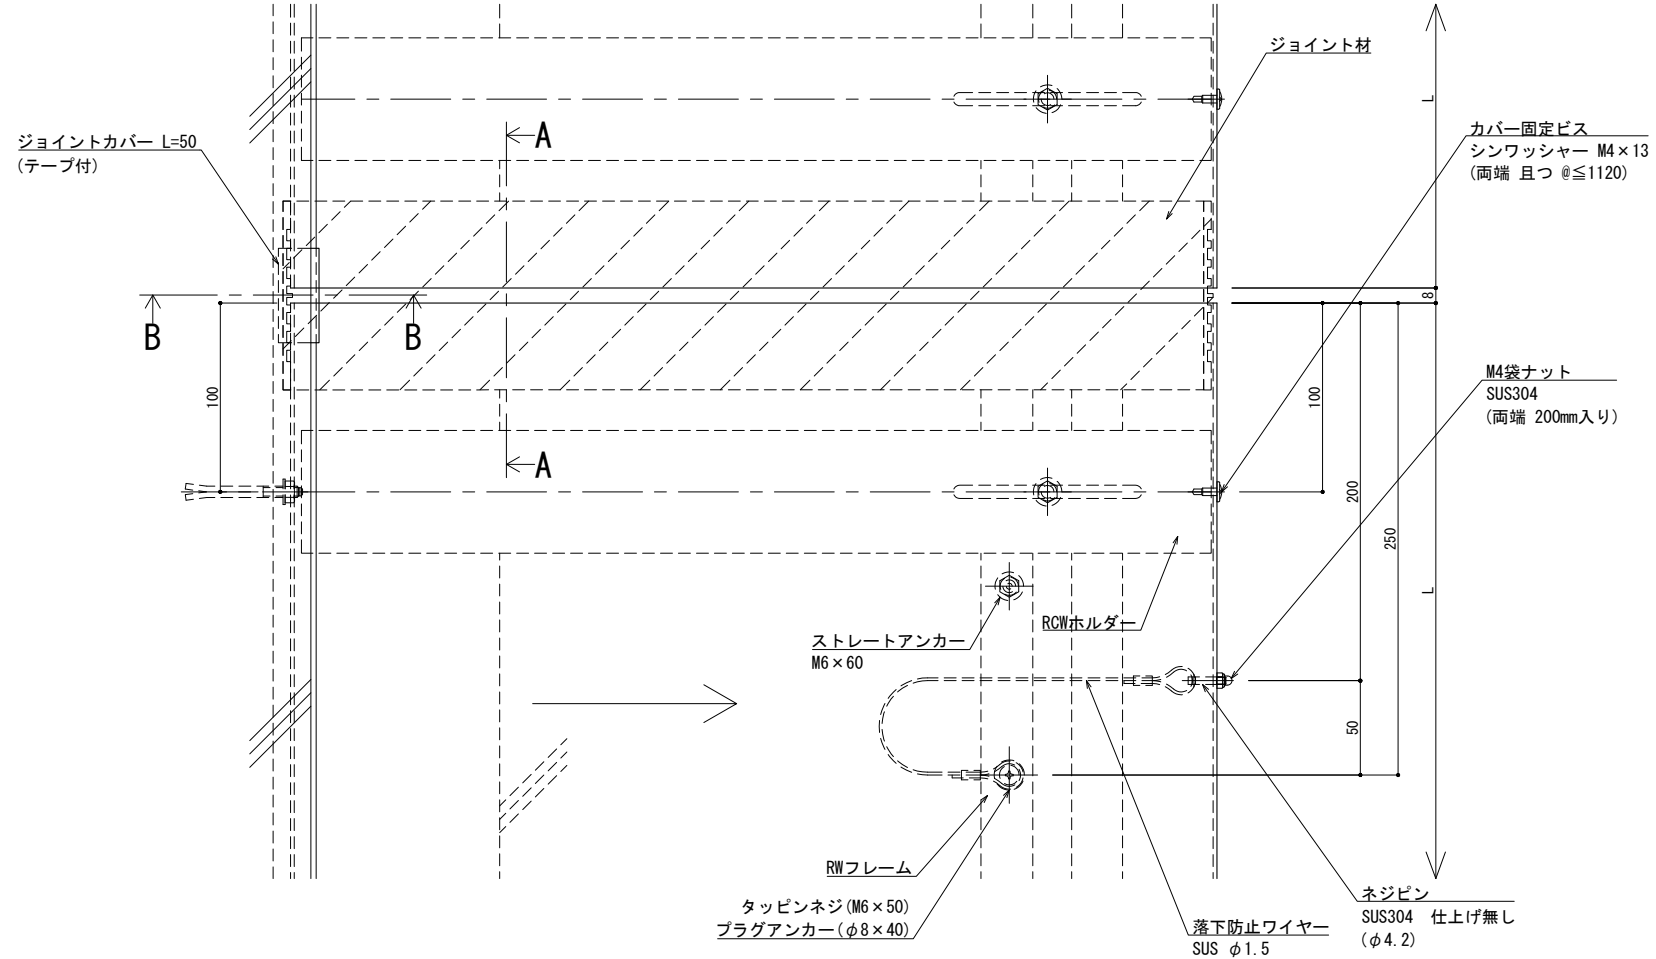 ジョイント材
L
カバー固定ビス
シンワッシャー M4×13
(両端 且つ @≦1120)
ジョイントカバー L=50
(テープ付)
A
8
B
B
M4袋ナット
SUS304
(両端 200mm入り)
100
100
A
200
250
L
RCWホルダー
ストレートアンカー
M6×60
50
RWフレーム
タッピンネジ(M6×50)
プラグアンカー(φ8×40)
ネジピン
SUS304 仕上げ無し
(φ4.2)
落下防止ワイヤー
SUS φ1.5